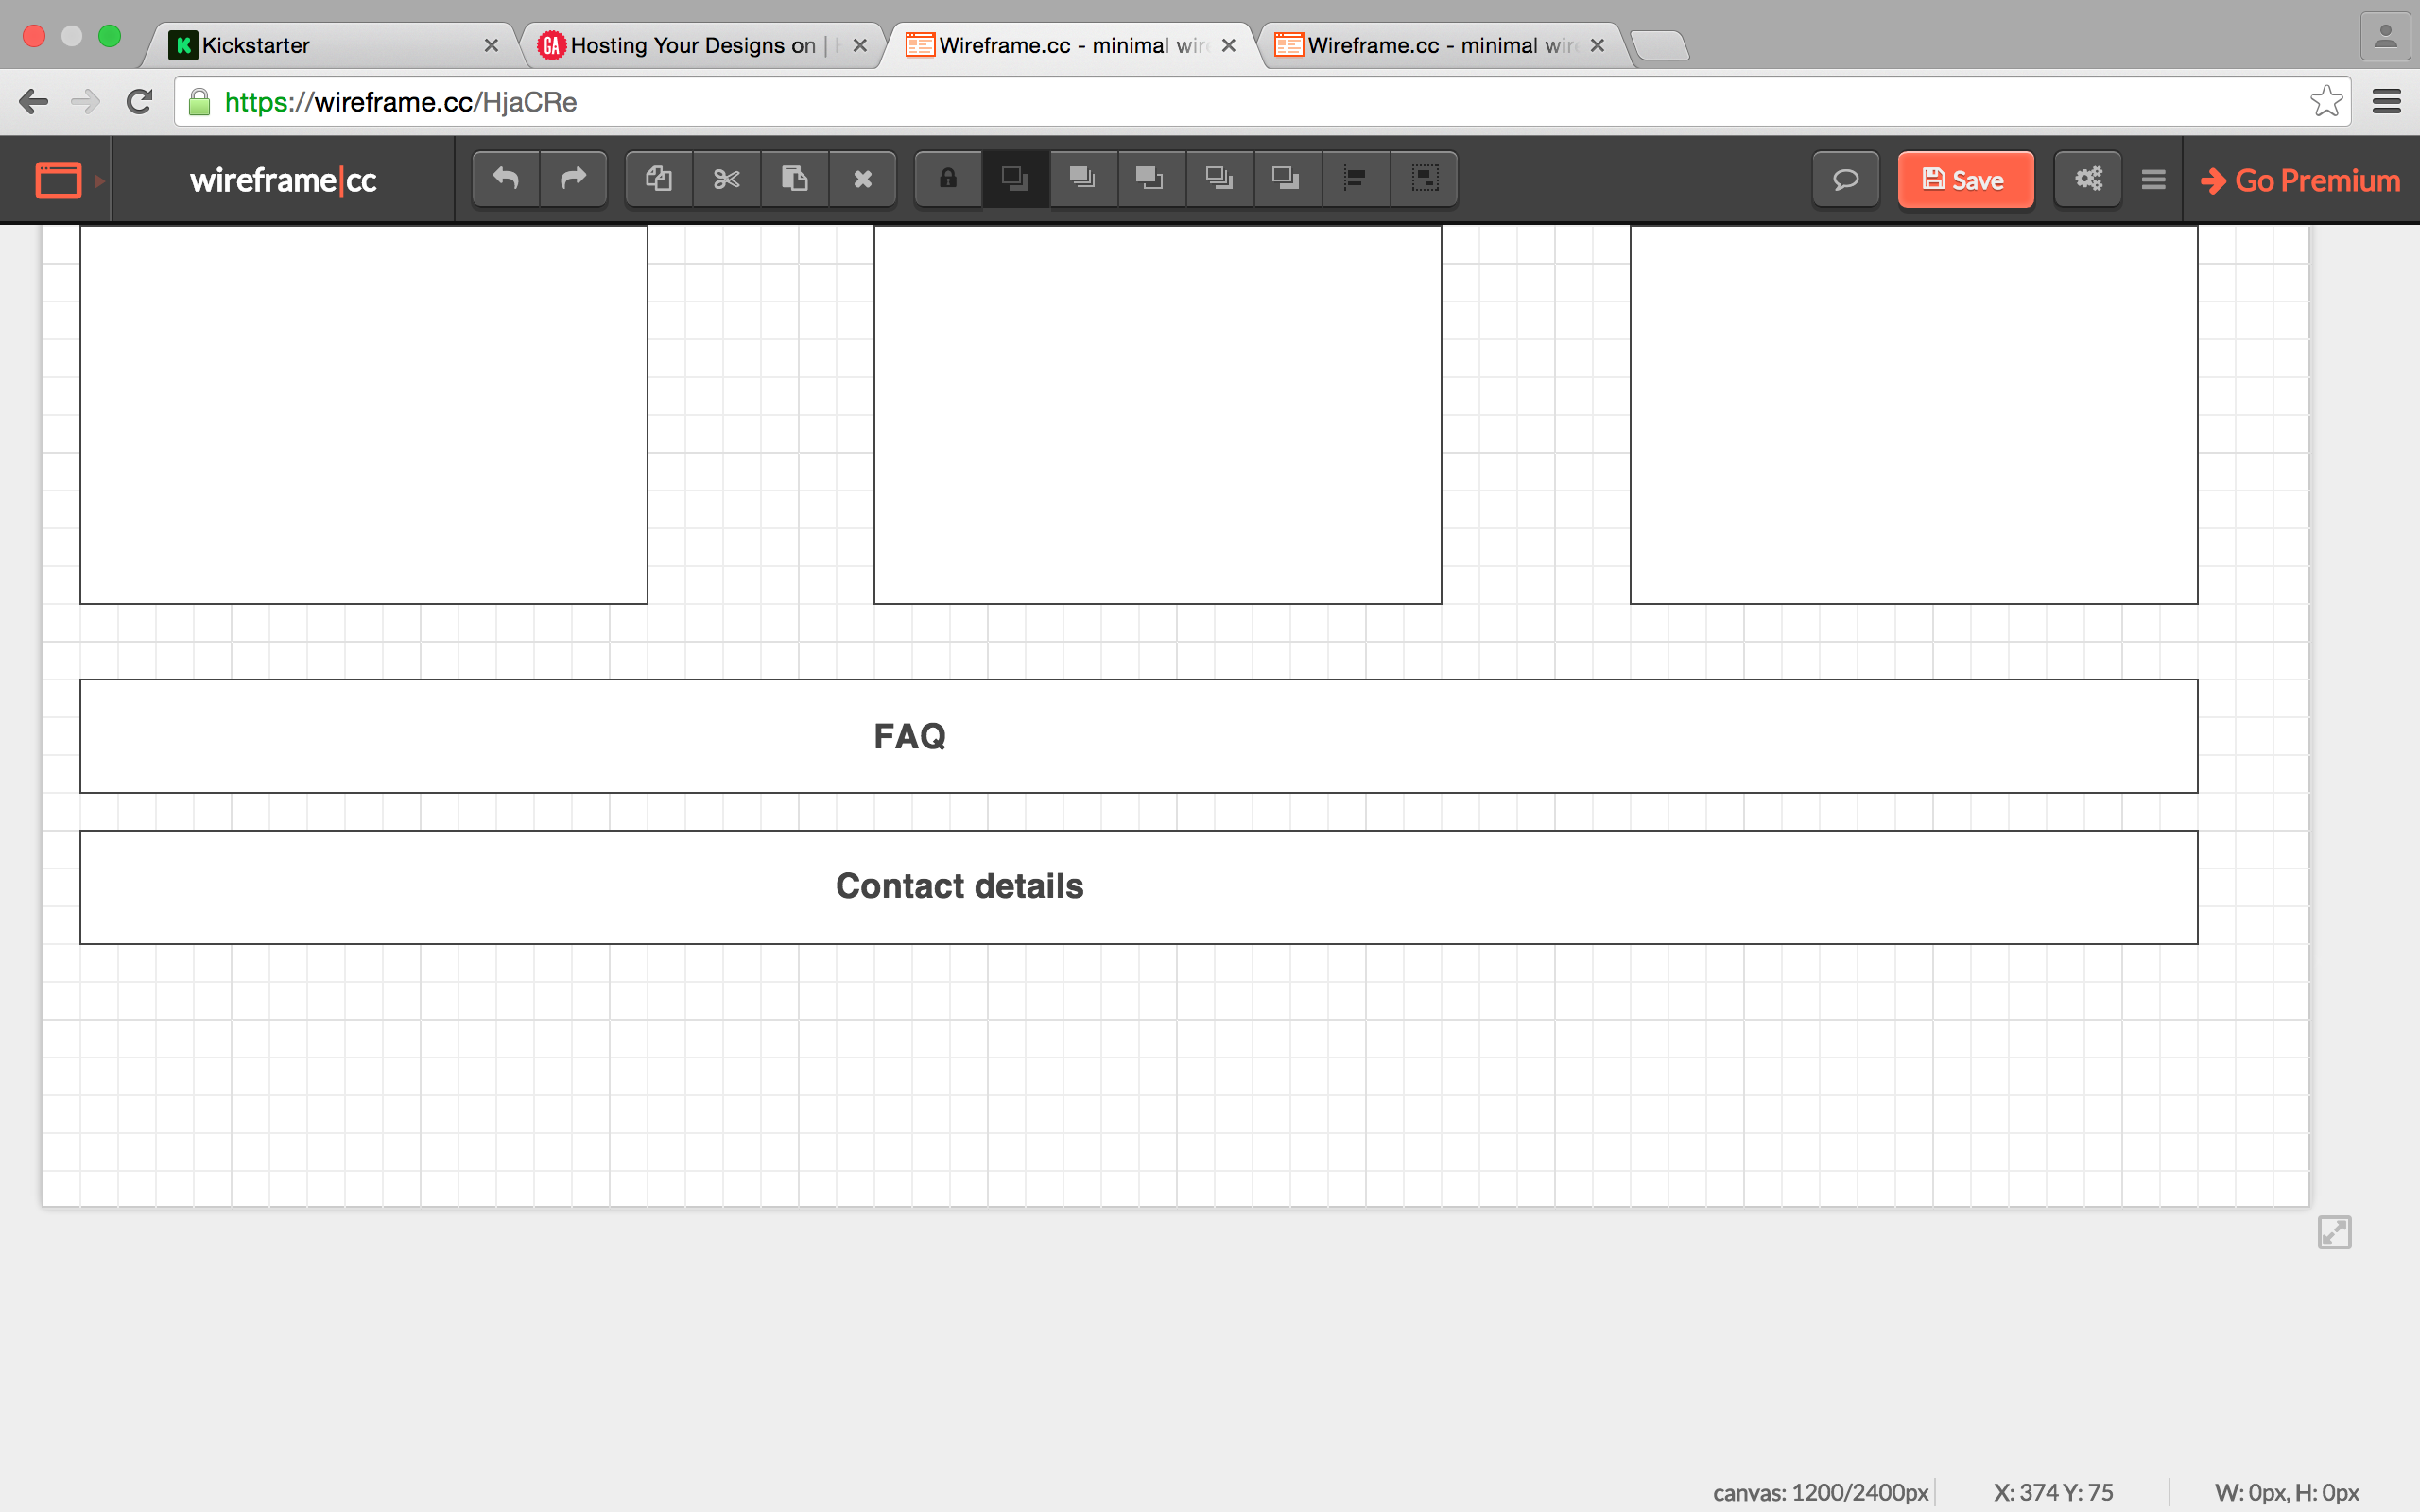 Kickstarter
Hosting Your Designs on |
Wireframe.cc - minimal wir
Wireframe.cc - minimal wir
https://wireframe.cc/HjaCRe
wireframe|cc
Save
Go Premium
FAQ
Contact details
canvas: 1200/2400px
X: 374 Y: 75
W: 0px, H: 0px